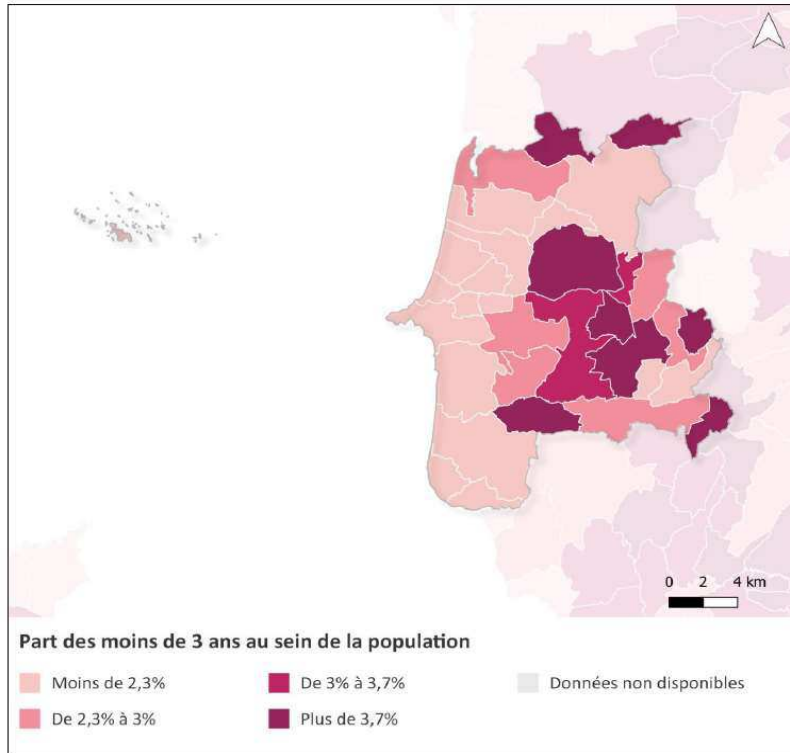 0 2 4 km
Part des moins de 3 ans au sein de la population
Moins de 2,3% De 3% à 3,7% Données non disponibles
De 2,3% à 3% Plus de 3,7%